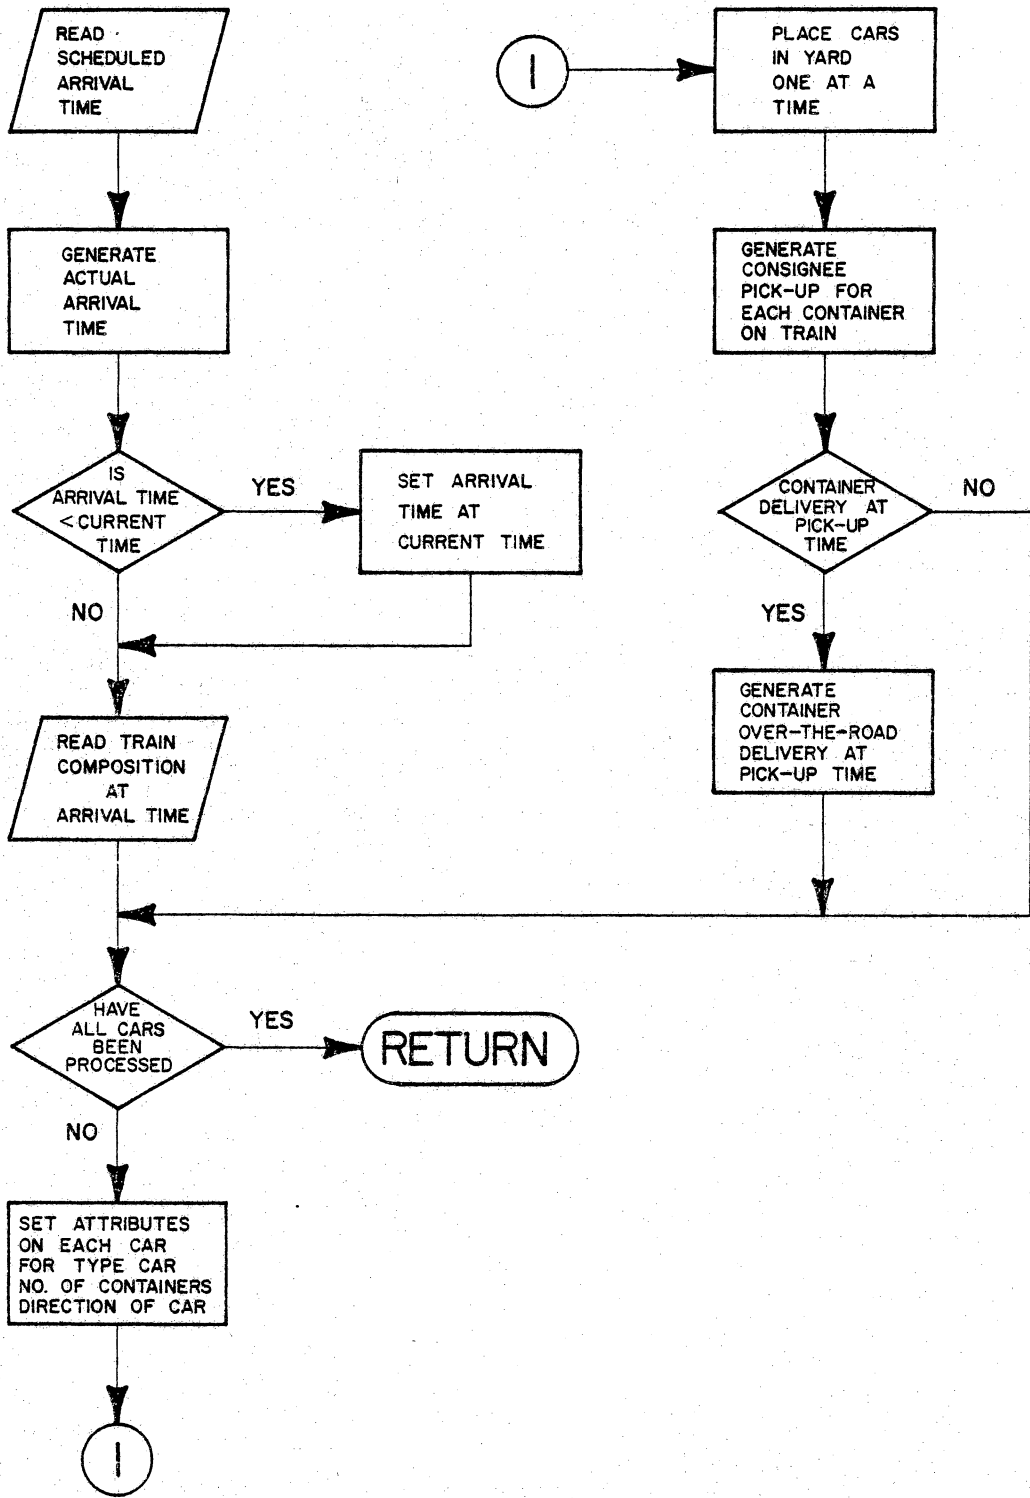 READ
SCHEDULED
ARRIVAL
TIME
GENERATE
ACTUAL
ARRIVAL
TIME
IS
ARRIVAL TIME
< CURRENT
TIME
YES
SET ARRIVAL
TIME AT
CURRENT TIME
NO
READ TRAIN
COMPOSITION
AT
ARRIVAL TIME
HAVE
ALL CARS
BEEN
PROCESSED
YES
RETURN
NO
SET ATTRIBUTES
ON EACH CAR
FOR TYPE CAR
NO. OF CONTAINERS
DIRECTION OF CAR
1
1
PLACE CARS
IN YARD
ONE AT A
TIME
GENERATE
CONSIGNEE
PICK-UP FOR
EACH CONTAINER
ON TRAIN
CONTAINER
DELIVERY AT
PICK-UP
TIME
NO
YES
GENERATE
CONTAINER
OVER-THE-ROAD
DELIVERY AT
PICK-UP TIME